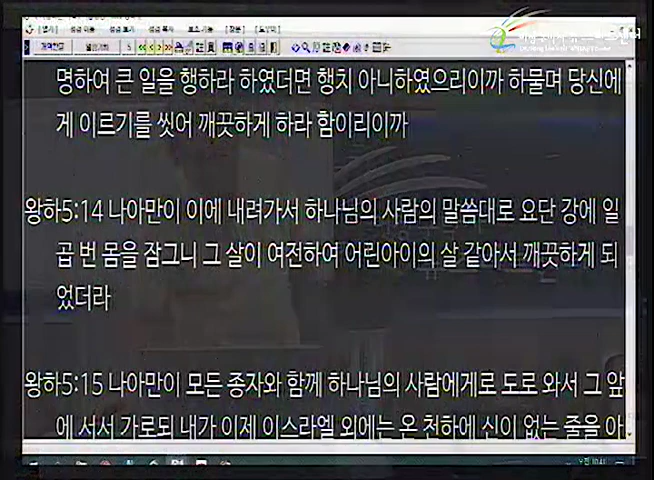 명하여 큰 일을 행하라 하였더면 행치 아니하였으리이까 하물며 당신에
게 이르기를 씻어 깨끗하게 하라 함이리이까
왕하5:14 나아만이 이에 내려가서 하나님의 사람의 말씀대로 요단 강에 일
곱 번 몸을 잠그니 그 살이 여전하여 어린아이의 살 같아서 깨끗하게 되
었더라
왕하5:15 나아만이 모든 종자와 함께 하나님의 사람에게로 도로 와서 그 앞
에 서서 가로되 내가 이제 이스라엘 외에는 온 천하에 신이 없는 줄을 아